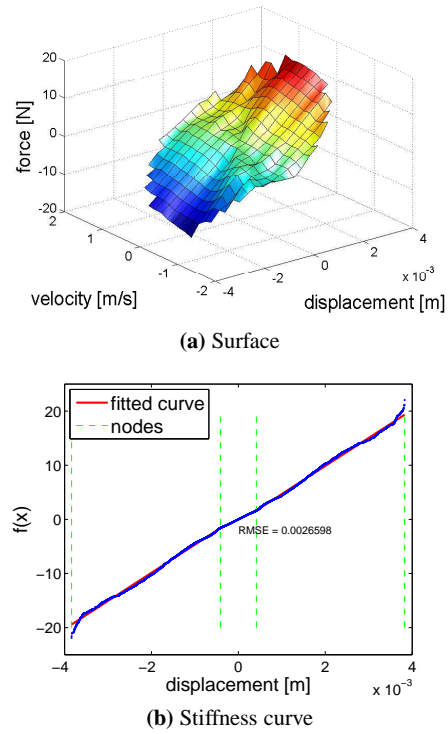 20
10
0
-10
-20
force [N]
2
1
0
-1
-2
velocity [m/s]
-4
-2
0
2
4
x 10⁻³
displacement [m]
(a) Surface
fitted curve
nodes
20
10
0
−10
−20
f(x)
RMSE = 0.0026598
−4
−2
0
2
4
x 10⁻³
displacement [m]
(b) Stiffness curve